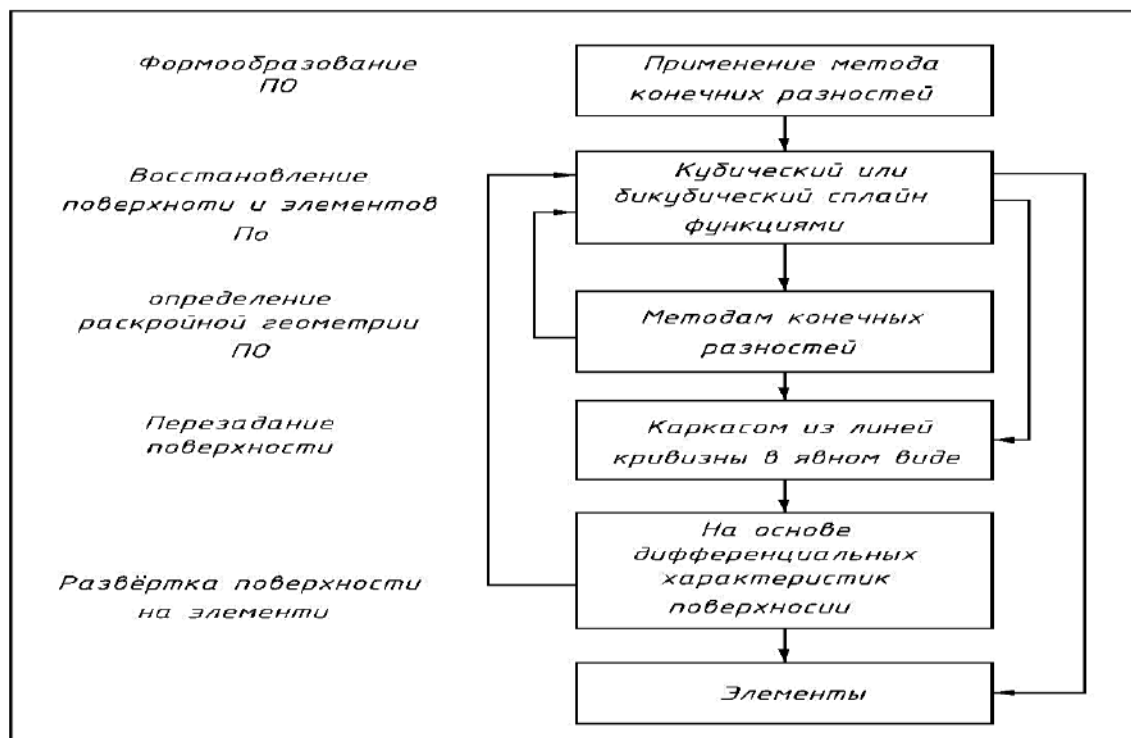 Формообразование
ПО
Применение метода
конечних разностей
Восстановление
поверхноти и элементов
По
Кубический или
бикубический сплайн
функциями
определение
раскройной геометрии
ПО
Методам конечных
разностей
Перезадание
поверхности
Каркасом из линей
кривизны в явном виде
Развёртка поверхности
на элементи
На основе
дифференциальных
характеристик
поверхносии
Элементы